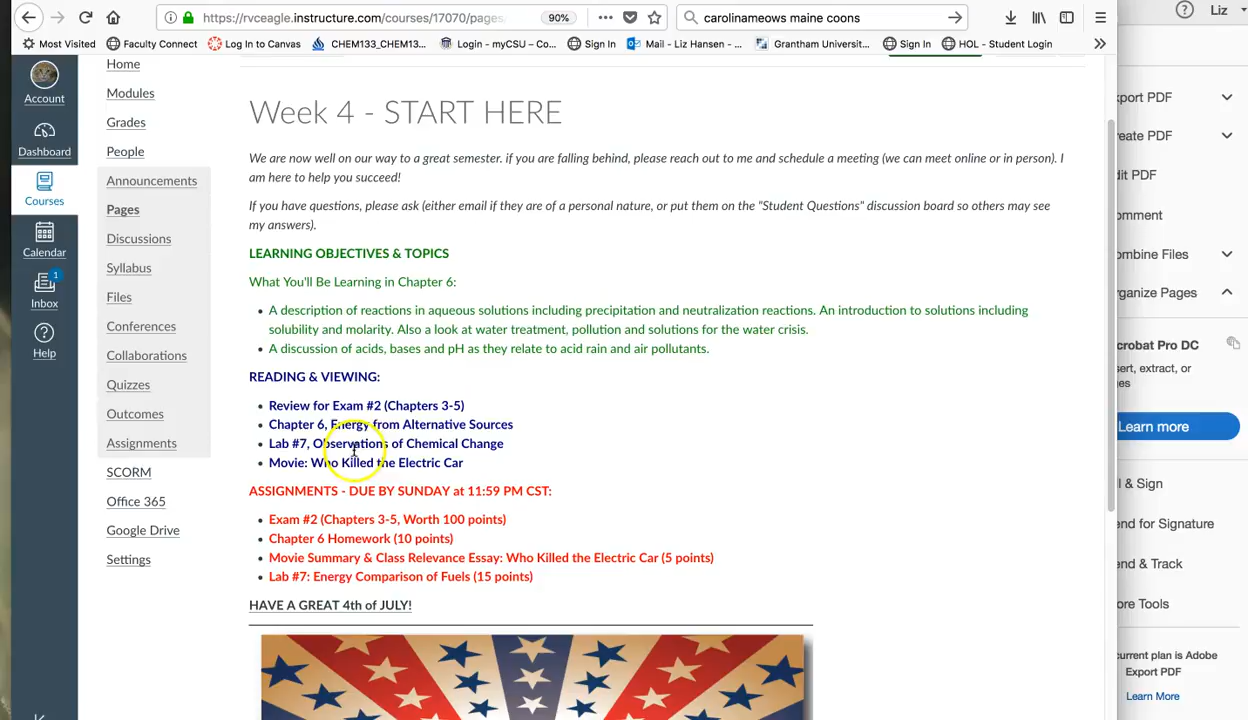 https://rvceagle.instructure.com/courses/17070/pages,
90%
carolinameows maine coons
Liz
Most Visited
Faculty Connect
Log In to Canvas
CHEM133_CHEM13...
Login - myCSU – Co...
Sign In
Mail - Liz Hansen - ...
Grantham Universit...
Sign In
HOL - Student Login
Account
Dashboard
Courses
Calendar
1
Inbox
Help
Home
Modules
Grades
People
Announcements
Pages
Discussions
Syllabus
Files
Conferences
Collaborations
Quizzes
Outcomes
Assignments
SCORM
Office 365
Google Drive
Settings
Week 4 - START HERE
We are now well on our way to a great semester. if you are falling behind, please reach out to me and schedule a meeting (we can meet online or in person). I
am here to help you succeed!
If you have questions, please ask (either email if they are of a personal nature, or put them on the "Student Questions" discussion board so others may see
my answers).
LEARNING OBJECTIVES & TOPICS
What You'll Be Learning in Chapter 6:
A description of reactions in aqueous solutions including precipitation and neutralization reactions. An introduction to solutions including
solubility and molarity. Also a look at water treatment, pollution and solutions for the water crisis.
A discussion of acids, bases and pH as they relate to acid rain and air pollutants.
READING & VIEWING:
Review for Exam #2 (Chapters 3-5)
Chapter 6, Energy from Alternative Sources
Lab #7, Observations of Chemical Change
Movie: Who Killed the Electric Car
ASSIGNMENTS - DUE BY SUNDAY at 11:59 PM CST:
Exam #2 (Chapters 3-5, Worth 100 points)
Chapter 6 Homework (10 points)
Movie Summary & Class Relevance Essay: Who Killed the Electric Car (5 points)
Lab #7: Energy Comparison of Fuels (15 points)
HAVE A GREAT 4th of JULY!
xport PDF
reate PDF
dit PDF
omment
ombine Files
rganize Pages
crobat Pro DC
sert, extract, or
ges
Learn more
l & Sign
end for Signature
end & Track
ore Tools
current plan is Adobe
Export PDF
Learn More